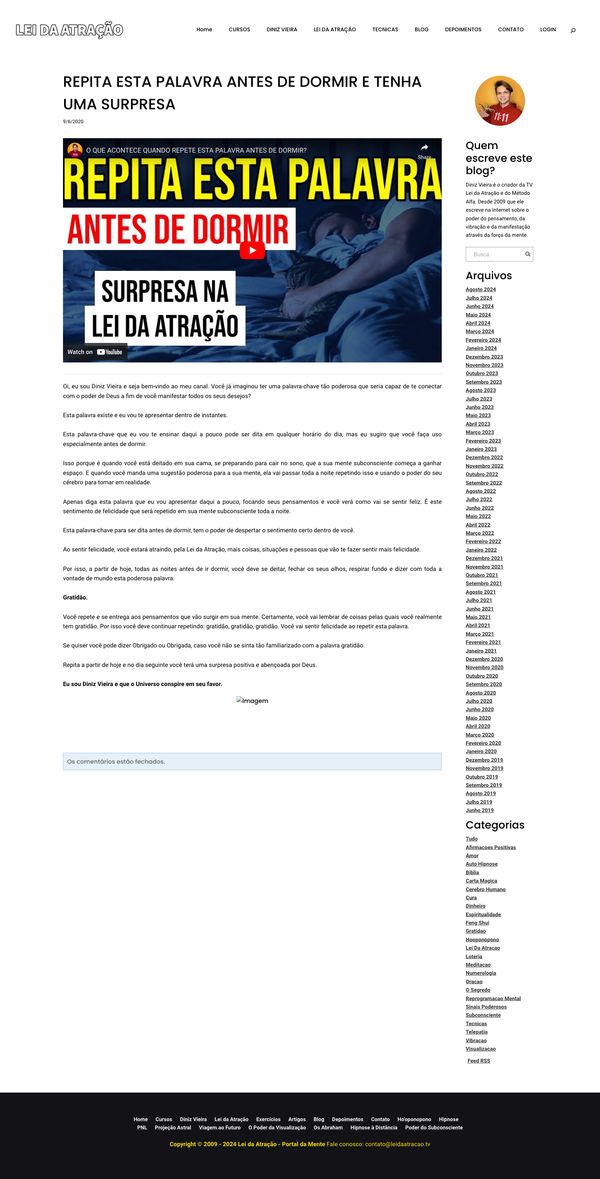 LEI DA ATRAÇÃO
Home CURSOS DINIZ VIEIRA LEI DA ATRAÇÃO TECNICAS BLOG DEPOIMENTOS CONTATO LOGIN
REPITA ESTA PALAVRA ANTES DE DORMIR E TENHA
UMA SURPRESA
9/6/2020
O QUE ACONTECE QUANDO REPETE ESTA PALAVRA ANTES DE DORMIR?
Share
REPITA ESTA PALAVRA
ANTES DE DORMIR
SURPRESA NA
LEI DA ATRAÇÃO
Watch on YouTube
Oi, eu sou Diniz Vieira e seja bem-vindo ao meu canal. Você já imaginou ter uma palavra-chave tão poderosa que seria capaz de te conectar
com o poder de Deus a fim de você manifestar todos os seus desejos?
Esta palavra existe e eu vou te apresentar dentro de instantes.
Esta palavra-chave que eu vou te ensinar daqui a pouco pode ser dita em qualquer horário do dia, mas eu sugiro que você faça uso
especialmente antes de dormir.
Isso porque é quando você está deitado em sua cama, se preparando para cair no sono, que a sua mente subconsciente começa a ganhar
espaço. E quando você manda uma sugestão poderosa para a sua mente, ela vai passar toda a noite repetindo isso e usando o poder do seu
cérebro para tornar em realidade.
Apenas diga esta palavra que eu vou apresentar daqui a pouco, focando seus pensamentos e você verá como vai se sentir feliz. É este
sentimento de felicidade que será repetido em sua mente subconsciente toda a noite.
Esta palavra-chave para ser dita antes de dormir, tem o poder de despertar o sentimento certo dentro de você.
Ao sentir felicidade, você estará atraindo, pela Lei da Atração, mais coisas, situações e pessoas que vão te fazer sentir mais felicidade.
Por isso, a partir de hoje, todas as noites antes de ir dormir, você deve se deitar, fechar os seus olhos, respirar fundo e dizer com toda a
vontade de mundo esta poderosa palavra:
Gratidão.
Você repete e se entrega aos pensamentos que vão surgir em sua mente. Certamente, você vai lembrar de coisas pelas quais você realmente
tem gratidão. Por isso você deve continuar repetindo: gratidão, gratidão, gratidão. Você vai sentir felicidade ao repetir esta palavra.
Se quiser você pode dizer Obrigado ou Obrigada, caso você não se sinta tão familiarizado com a palavra gratidão.
Repita a partir de hoje e no dia seguinte você terá uma surpresa positiva e abençoada por Deus.
Eu sou Diniz Vieira e que o Universo conspire em seu favor.
imagem
Os comentários estão fechados.
11:11
Quem
escreve este
blog?
Diniz Vieira é o criador da TV
Lei da Atração e do Método
Alfa. Desde 2009 que ele
escreve na Internet sobre o
poder do pensamento, da
vibração e da manifestação
através da força da mente.
Busca
Arquivos
Agosto 2024
Julho 2024
Junho 2024
Maio 2024
Abril 2024
Março 2024
Fevereiro 2024
Janeiro 2024
Dezembro 2023
Novembro 2023
Outubro 2023
Setembro 2023
Agosto 2023
Julho 2023
Junho 2023
Maio 2023
Abril 2023
Março 2023
Fevereiro 2023
Janeiro 2023
Dezembro 2022
Novembro 2022
Outubro 2022
Setembro 2022
Agosto 2022
Julho 2022
Junho 2022
Maio 2022
Abril 2022
Março 2022
Fevereiro 2022
Janeiro 2022
Dezembro 2021
Novembro 2021
Outubro 2021
Setembro 2021
Agosto 2021
Julho 2021
Junho 2021
Maio 2021
Abril 2021
Março 2021
Fevereiro 2021
Janeiro 2021
Dezembro 2020
Novembro 2020
Outubro 2020
Setembro 2020
Agosto 2020
Julho 2020
Junho 2020
Maio 2020
Abril 2020
Março 2020
Fevereiro 2020
Janeiro 2020
Dezembro 2019
Novembro 2019
Outubro 2019
Setembro 2019
Agosto 2019
Julho 2019
Junho 2019
Categorias
Tudo
Afirmacoes Positivas
Amor
Auto Hipnose
Bíblia
Carta Magica
Cerebro Humano
Cura
Dinheiro
Espiritualidade
Feng Shui
Gratidao
Hooponopono
Lei Da Atracao
Loteria
Meditacao
Numerologia
Oracao
O Segredo
Reprogramacao Mental
Sinais Poderosos
Subconsciente
Tecnicas
Telepatia
Vibracao
Visualizacao
Feed RSS
Home Cursos Diniz Vieira Lei da Atração Exercícios Artigos Blog Depoimentos Contato Ho'oponopono Hipnose
PNL Projeção Astral Viagem ao Futuro O Poder da Visualização Os Abraham Hipnose à Distância Poder do Subconsciente
Copyright © 2009 - 2024 Lei da Atração - Portal da Mente Fale conosco: contato@leidaatracao.tv